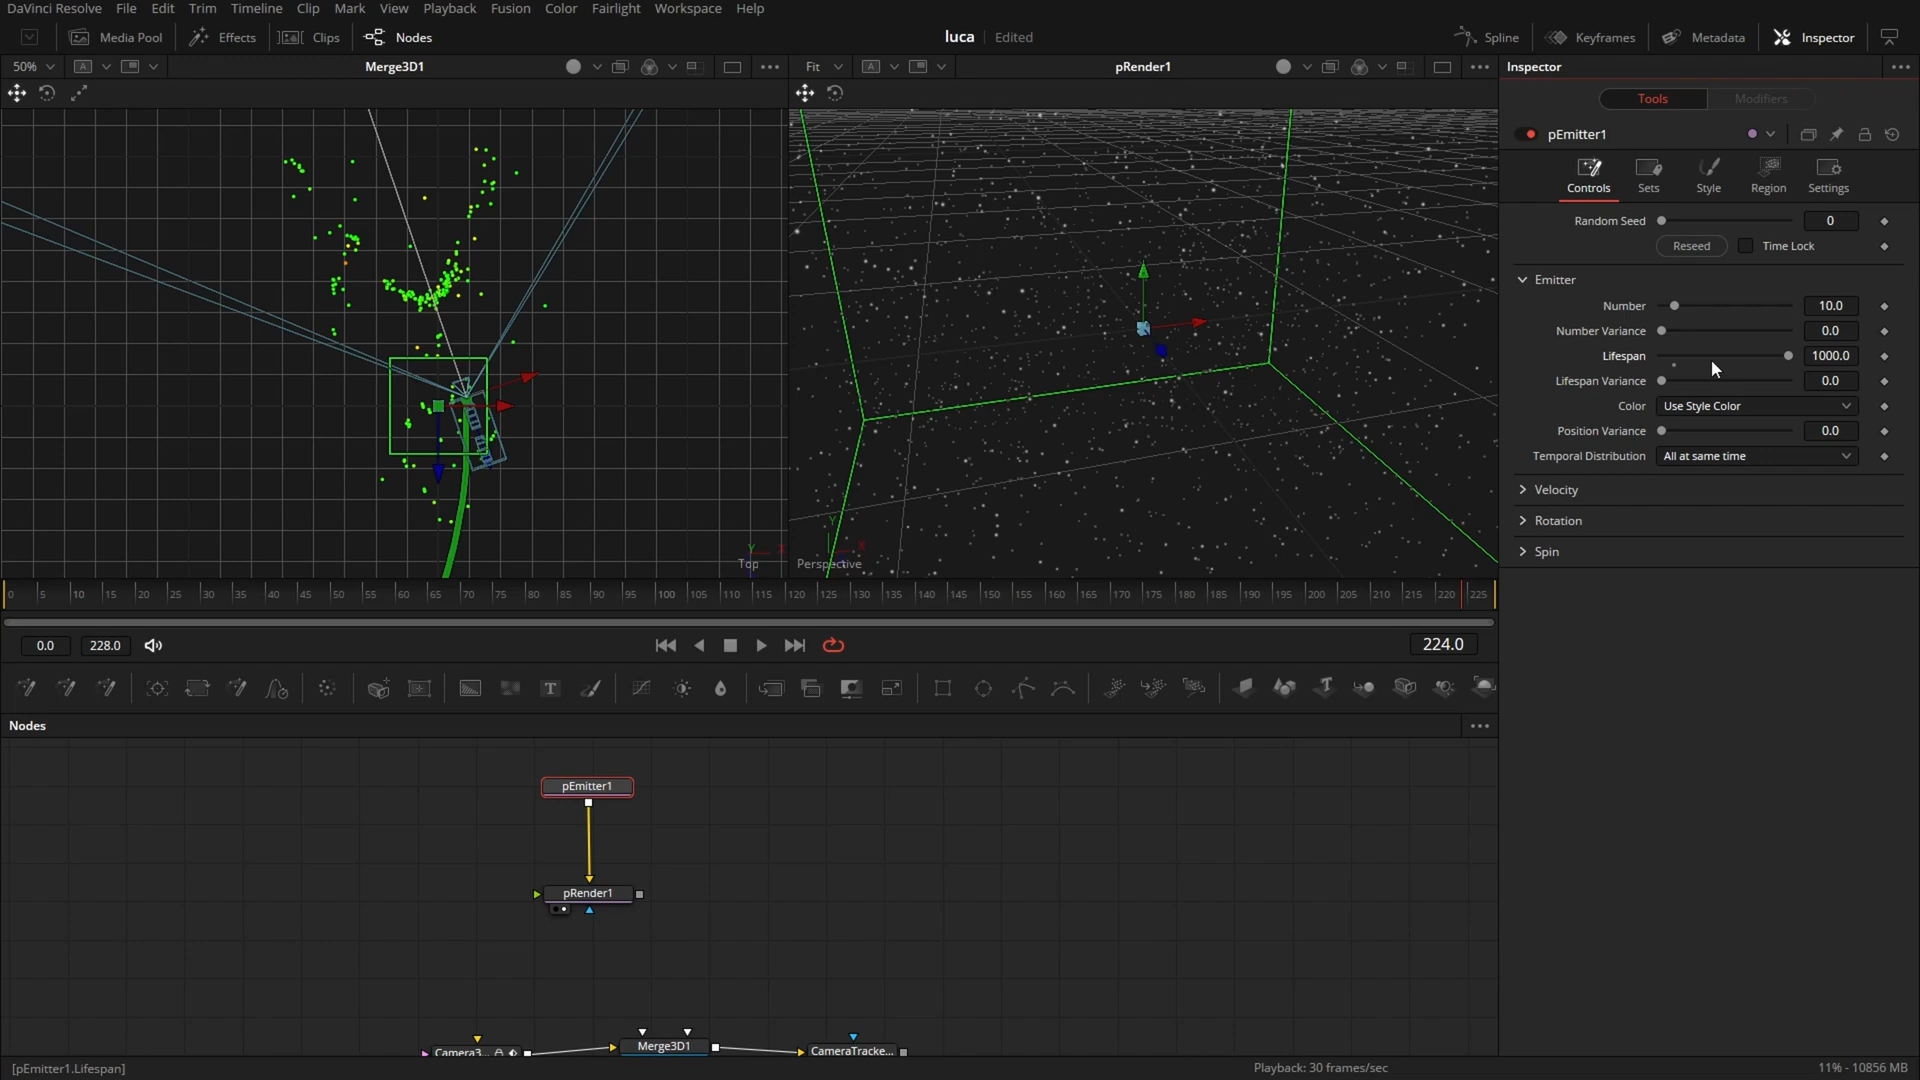 DaVinci Resolve File Edit Trim Timeline Clip Mark View Playback Fusion Color Fairlight Workspace Help
Media Pool Effects Clips Nodes luca Edited Spline Keyframes Metadata Inspector
50% A Merge3D1 Fit A pRender1 Inspector
Tools Modifiers
pEmitter1
Controls Sets Style Region Settings
Random Seed 0
Reseed Time Lock
Emitter
Number 10.0
Number Variance 0.0
Lifespan 1000.0
Lifespan Variance 0.0
Color Use Style Color
Position Variance 0.0
Temporal Distribution All at same time
Velocity
Rotation
Spin
Y X
Top
Y X
Perspective
0 5 10 15 20 25 30 35 40 45 50 55 60 65 70 75 80 85 90 95 100 105 110 115 120 125 130 135 140 145 150 155 160 165 170 175 180 185 190 195 200 205 210 215 220 225
0.0 228.0 224.0
T T
Nodes
pEmitter1
pRender1
Camera3... Merge3D1 CameraTracke...
[pEmitter1.Lifespan] Playback: 30 frames/sec 11% - 10856 MB